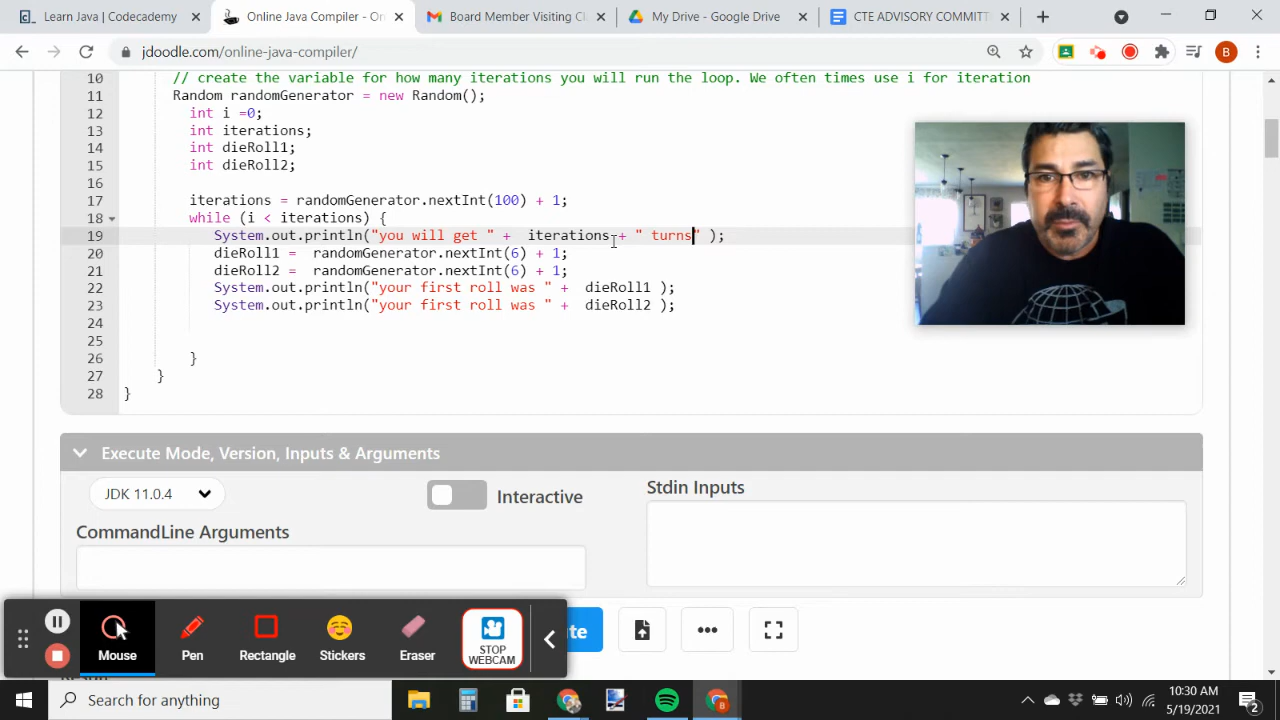 Learn Java | Codecademy
Online Java Compiler - On
Board Member Visiting Cl
My Drive - Google Drive
CTE ADVISORY COMMITT
jdoodle.com/online-java-compiler/
B
10 // create the variable for how many iterations you will run the loop. We often times use i for iteration
11 Random randomGenerator = new Random();
12 int i =0;
13 int iterations;
14 int dieRoll1;
15 int dieRoll2;
16
17 iterations = randomGenerator.nextInt(100) + 1;
18 while (i < iterations) {
19 System.out.println("you will get " + iterations + " turns" );
20 dieRoll1 = randomGenerator.nextInt(6) + 1;
21 dieRoll2 = randomGenerator.nextInt(6) + 1;
22 System.out.println("your first roll was " + dieRoll1 );
23 System.out.println("your first roll was " + dieRoll2 );
24
25
26 }
27 }
28 }
Execute Mode, Version, Inputs & Arguments
JDK 11.0.4
Interactive
Stdin Inputs
CommandLine Arguments
Mouse
Pen
Rectangle
Stickers
Eraser
STOP
WEBCAM
Search for anything
10:30 AM
5/19/2021
2